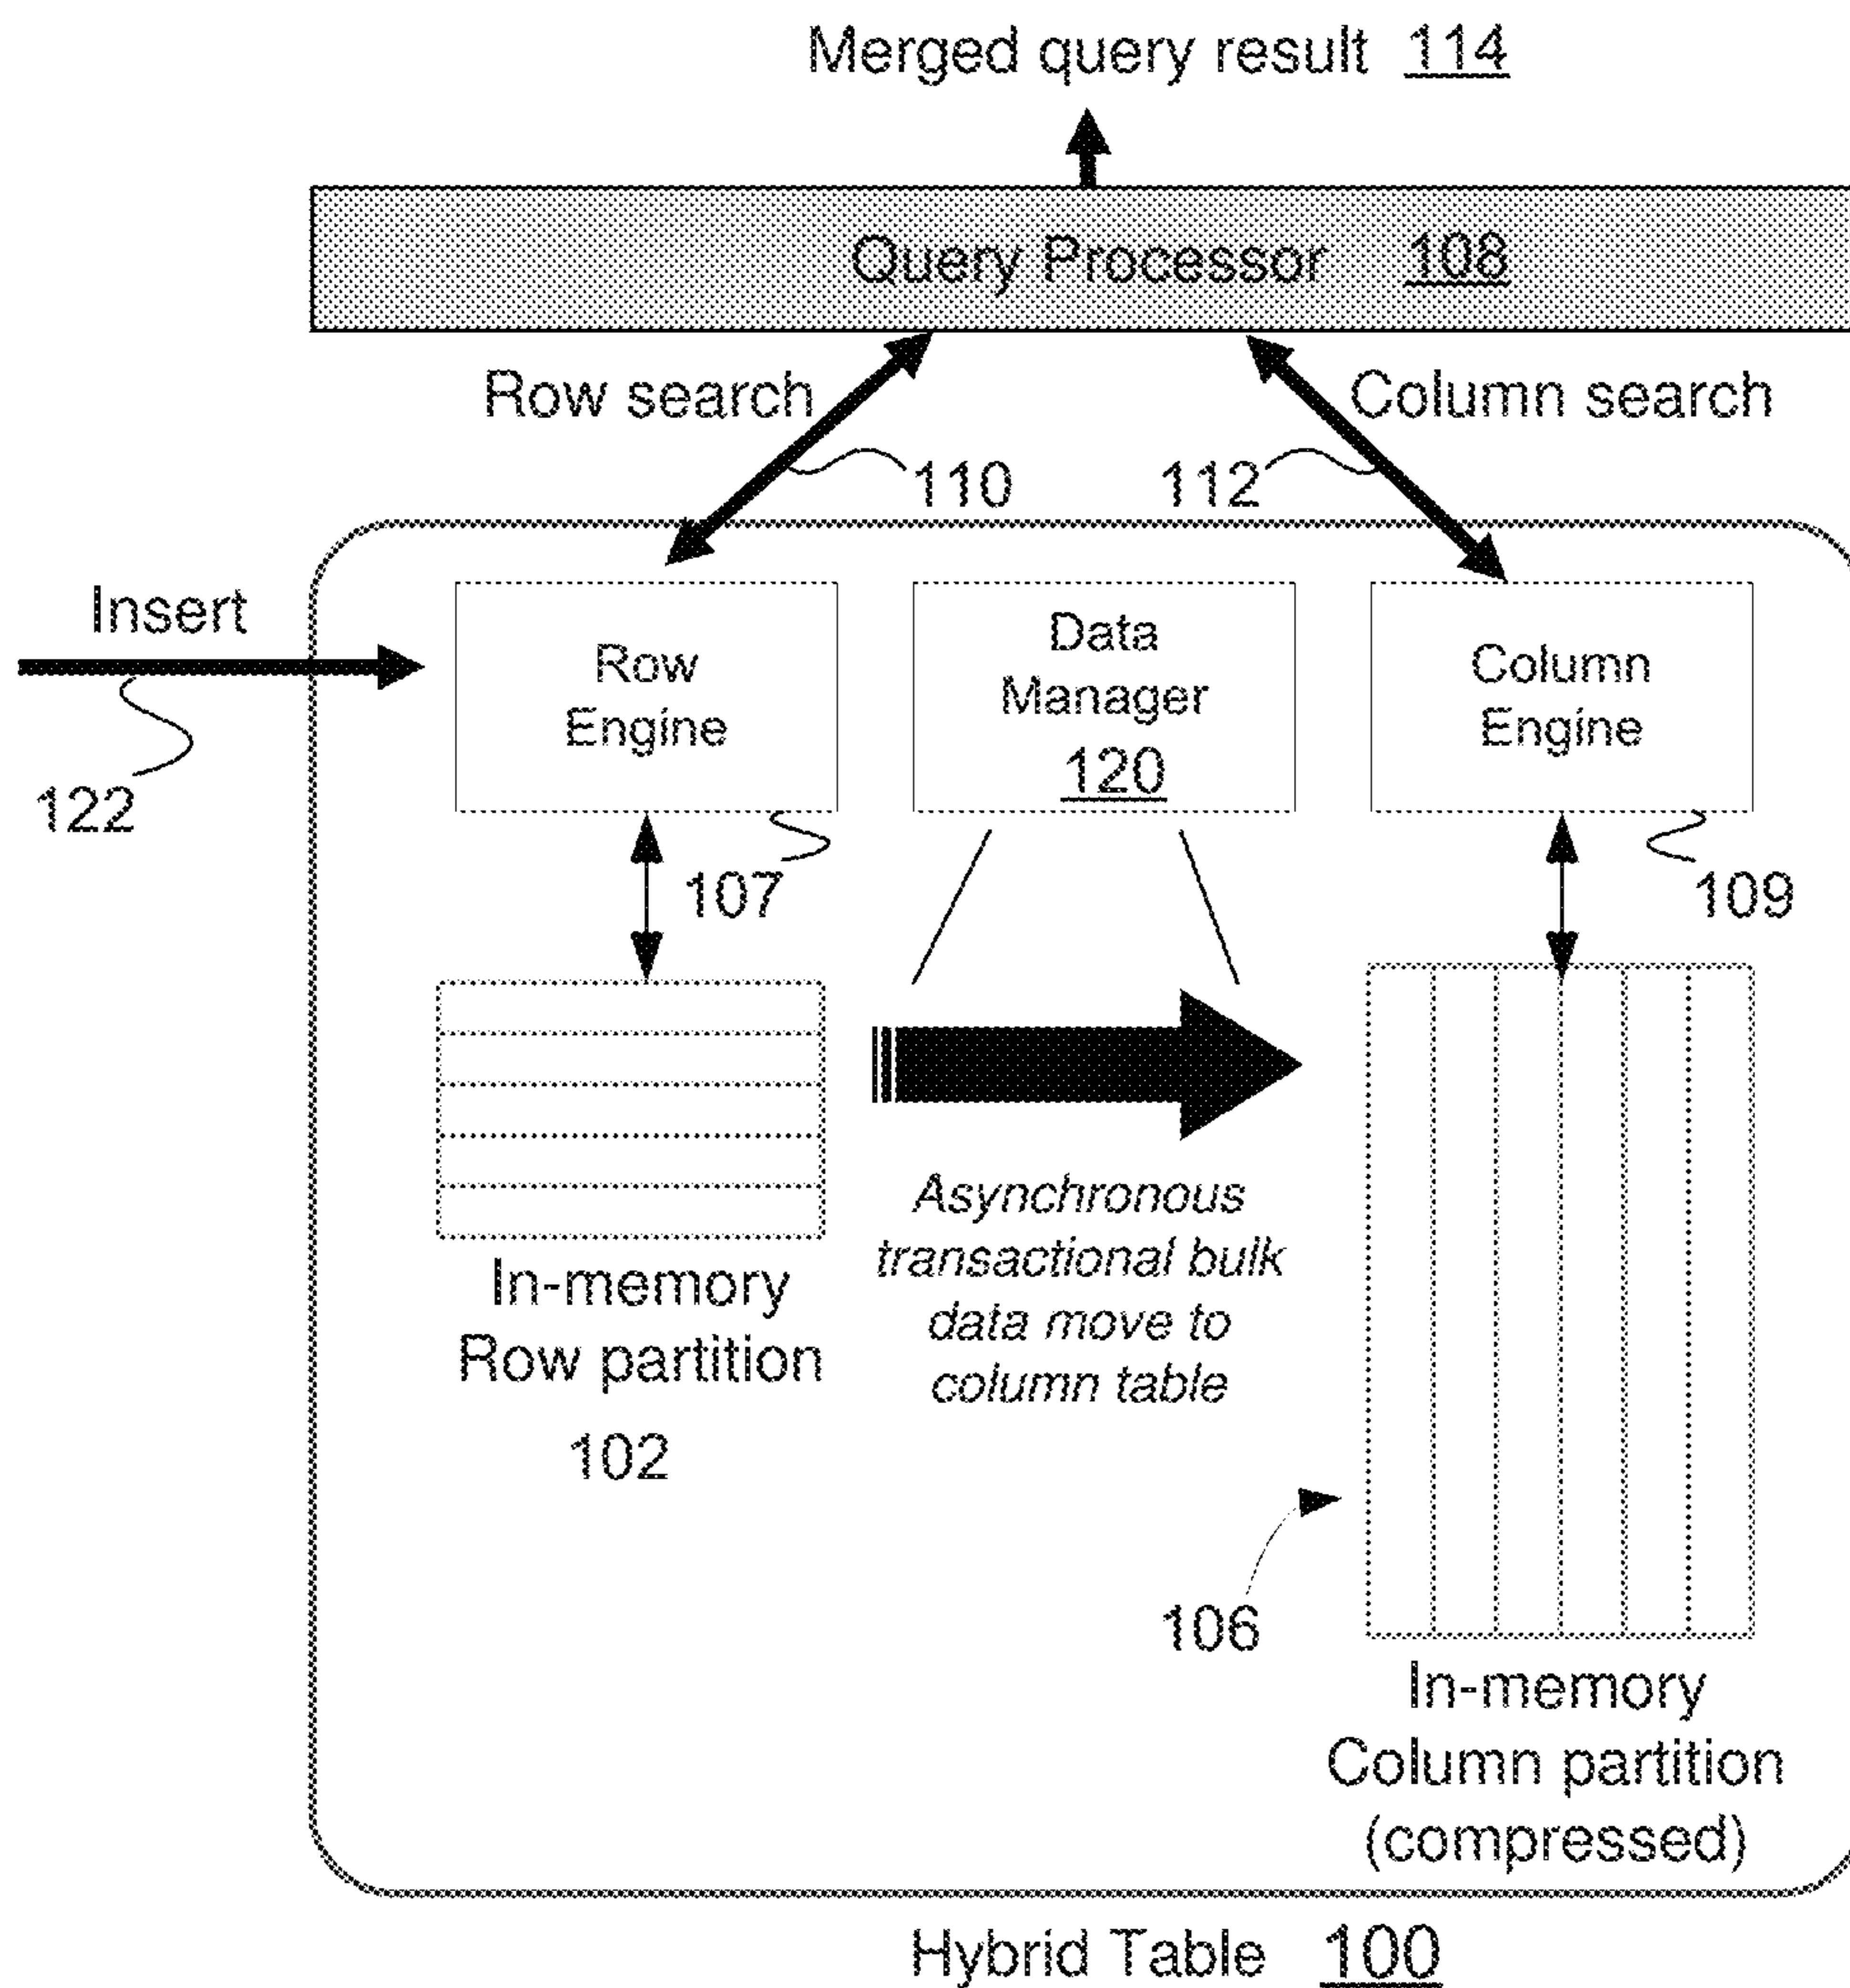 Merged query result 114
Query Processor 108
Row search
Column search
110
112
Insert
122
Row
Engine
107
Data
Manager
120
Column
Engine
109
In-memory
Row partition
102
Asynchronous
transactional bulk
data move to
column table
106
In-memory
Column partition
(compressed)
Hybrid Table 100